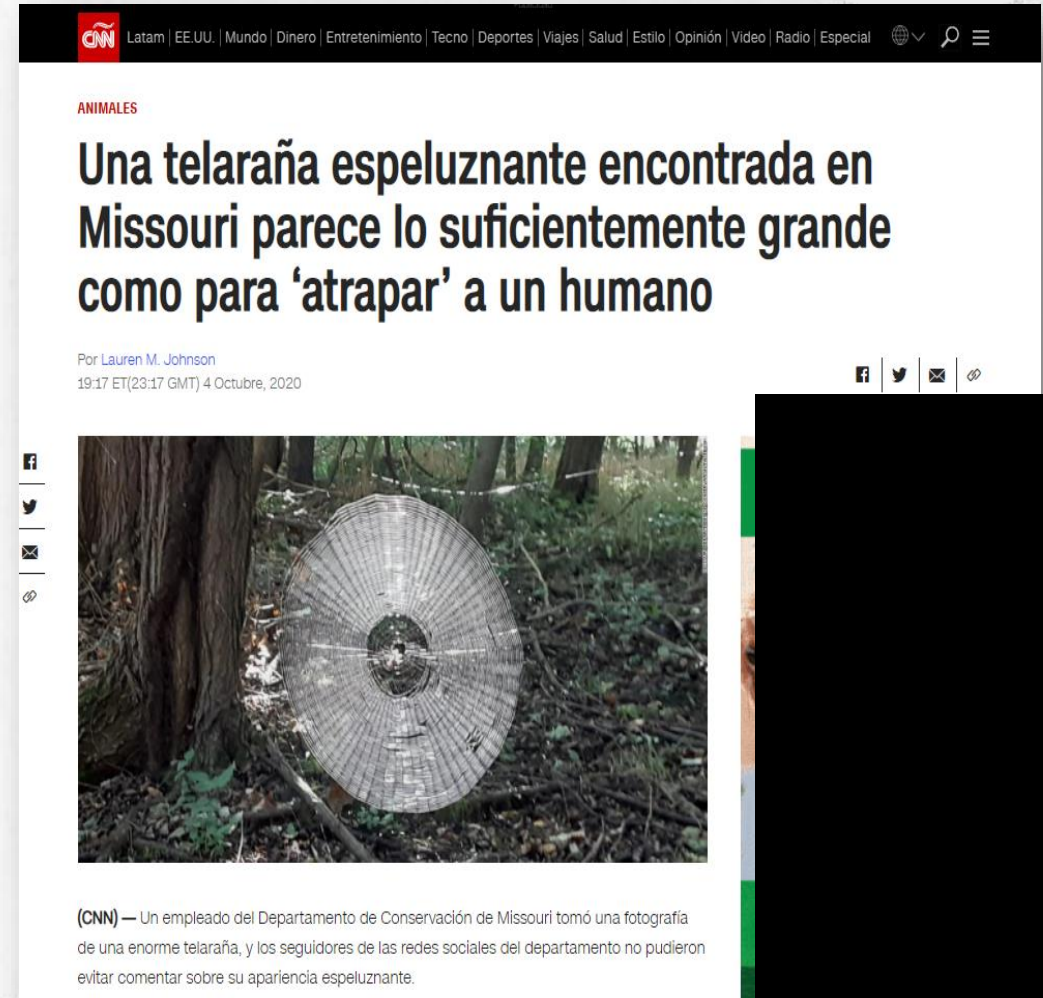 CNN Latam | EE.UU. | Mundo | Dinero | Entretenimiento | Tecno | Deportes | Viajes | Salud | Estilo | Opinión | Video | Radio | Especial
ANIMALES
Una telaraña espeluznante encontrada en
Missouri parece lo suficientemente grande
como para ‘atrapar’ a un humano
Por Lauren M. Johnson
19:17 ET(23:17 GMT) 4 Octubre, 2020
(CNN) — Un empleado del Departamento de Conservación de Missouri tomó una fotografía
de una enorme telaraña, y los seguidores de las redes sociales del departamento no pudieron
evitar comentar sobre su apariencia espeluznante.